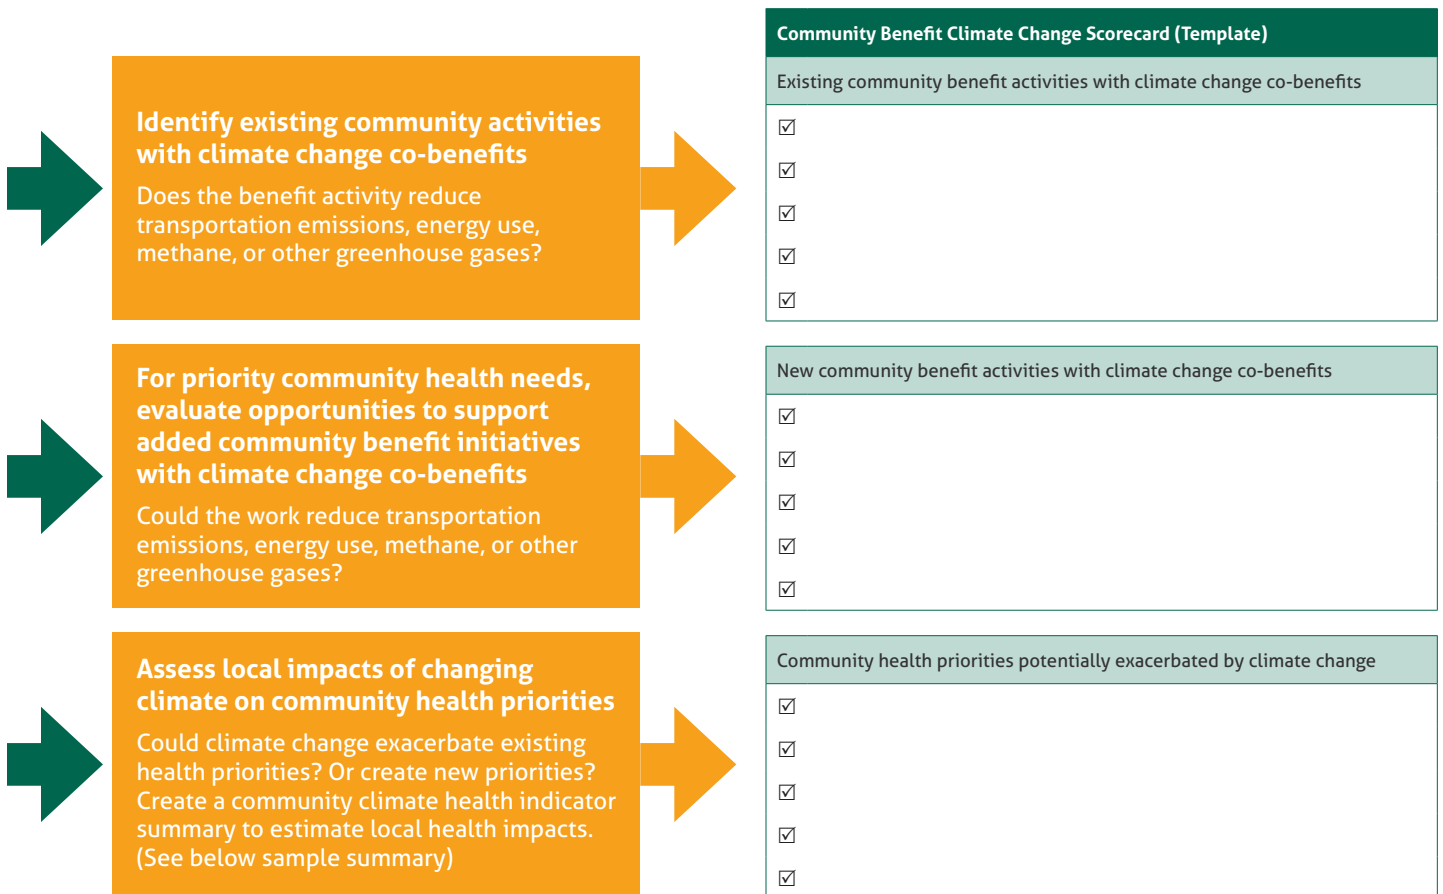 Identify existing community activities
with climate change co-benefits
Does the benefit activity reduce
transportation emissions, energy use,
methane, or other greenhouse gases?
Community Benefit Climate Change Scorecard (Template)
Existing community benefit activities with climate change co-benefits
☑
☑
☑
☑
☑
For priority community health needs,
evaluate opportunities to support
added community benefit initiatives
with climate change co-benefits
Could the work reduce transportation
emissions, energy use, methane, or other
greenhouse gases?
New community benefit activities with climate change co-benefits
☑
☑
☑
☑
☑
Assess local impacts of changing
climate on community health priorities
Could climate change exacerbate existing
health priorities? Or create new priorities?
Create a community climate health indicator
summary to estimate local health impacts.
(See below sample summary)
Community health priorities potentially exacerbated by climate change
☑
☑
☑
☑
☑